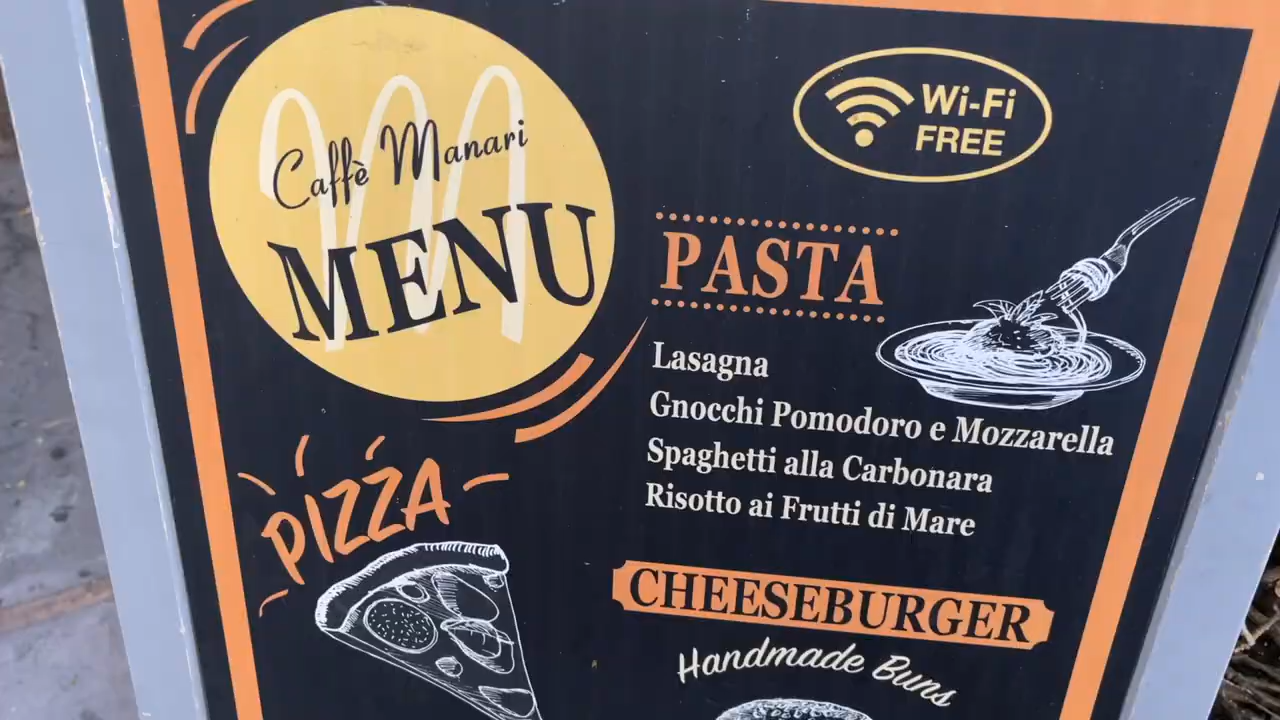 Caffè Manari
MENU
Wi-Fi
FREE
PASTA
Lasagna
Gnocchi Pomodoro e Mozzarella
Spaghetti alla Carbonara
Risotto ai Frutti di Mare
PIZZA
CHEESEBURGER
Handmade Buns